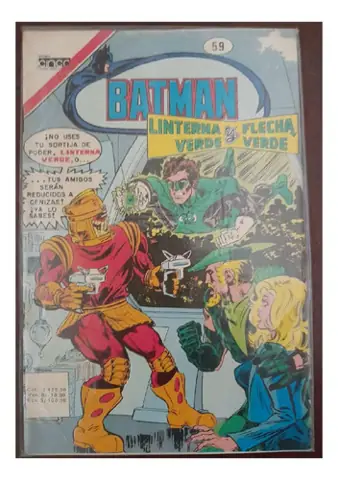 cinco
59
BATMAN
LINTERNA
VERDE
Y FLECHA
VERDE
¡NO USES
TU SORTIJA DE
PODER, LINTERNA
VERDE, O...
...TUS AMIGOS
SERÁN
REDUCIDOS A
CENIZAS!
¡YA LO
SABES!